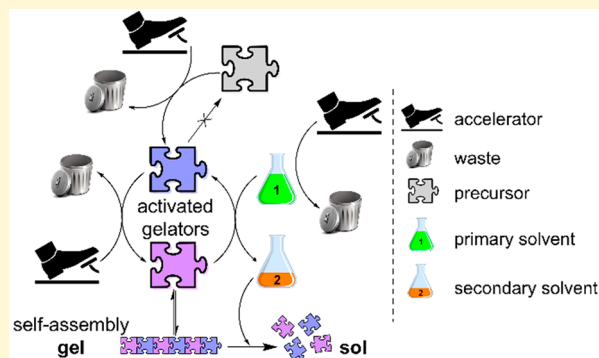 accelerator
waste
precursor
1
primary solvent
2
secondary solvent
activated
gelators
1
2
self-assembly
gel
sol